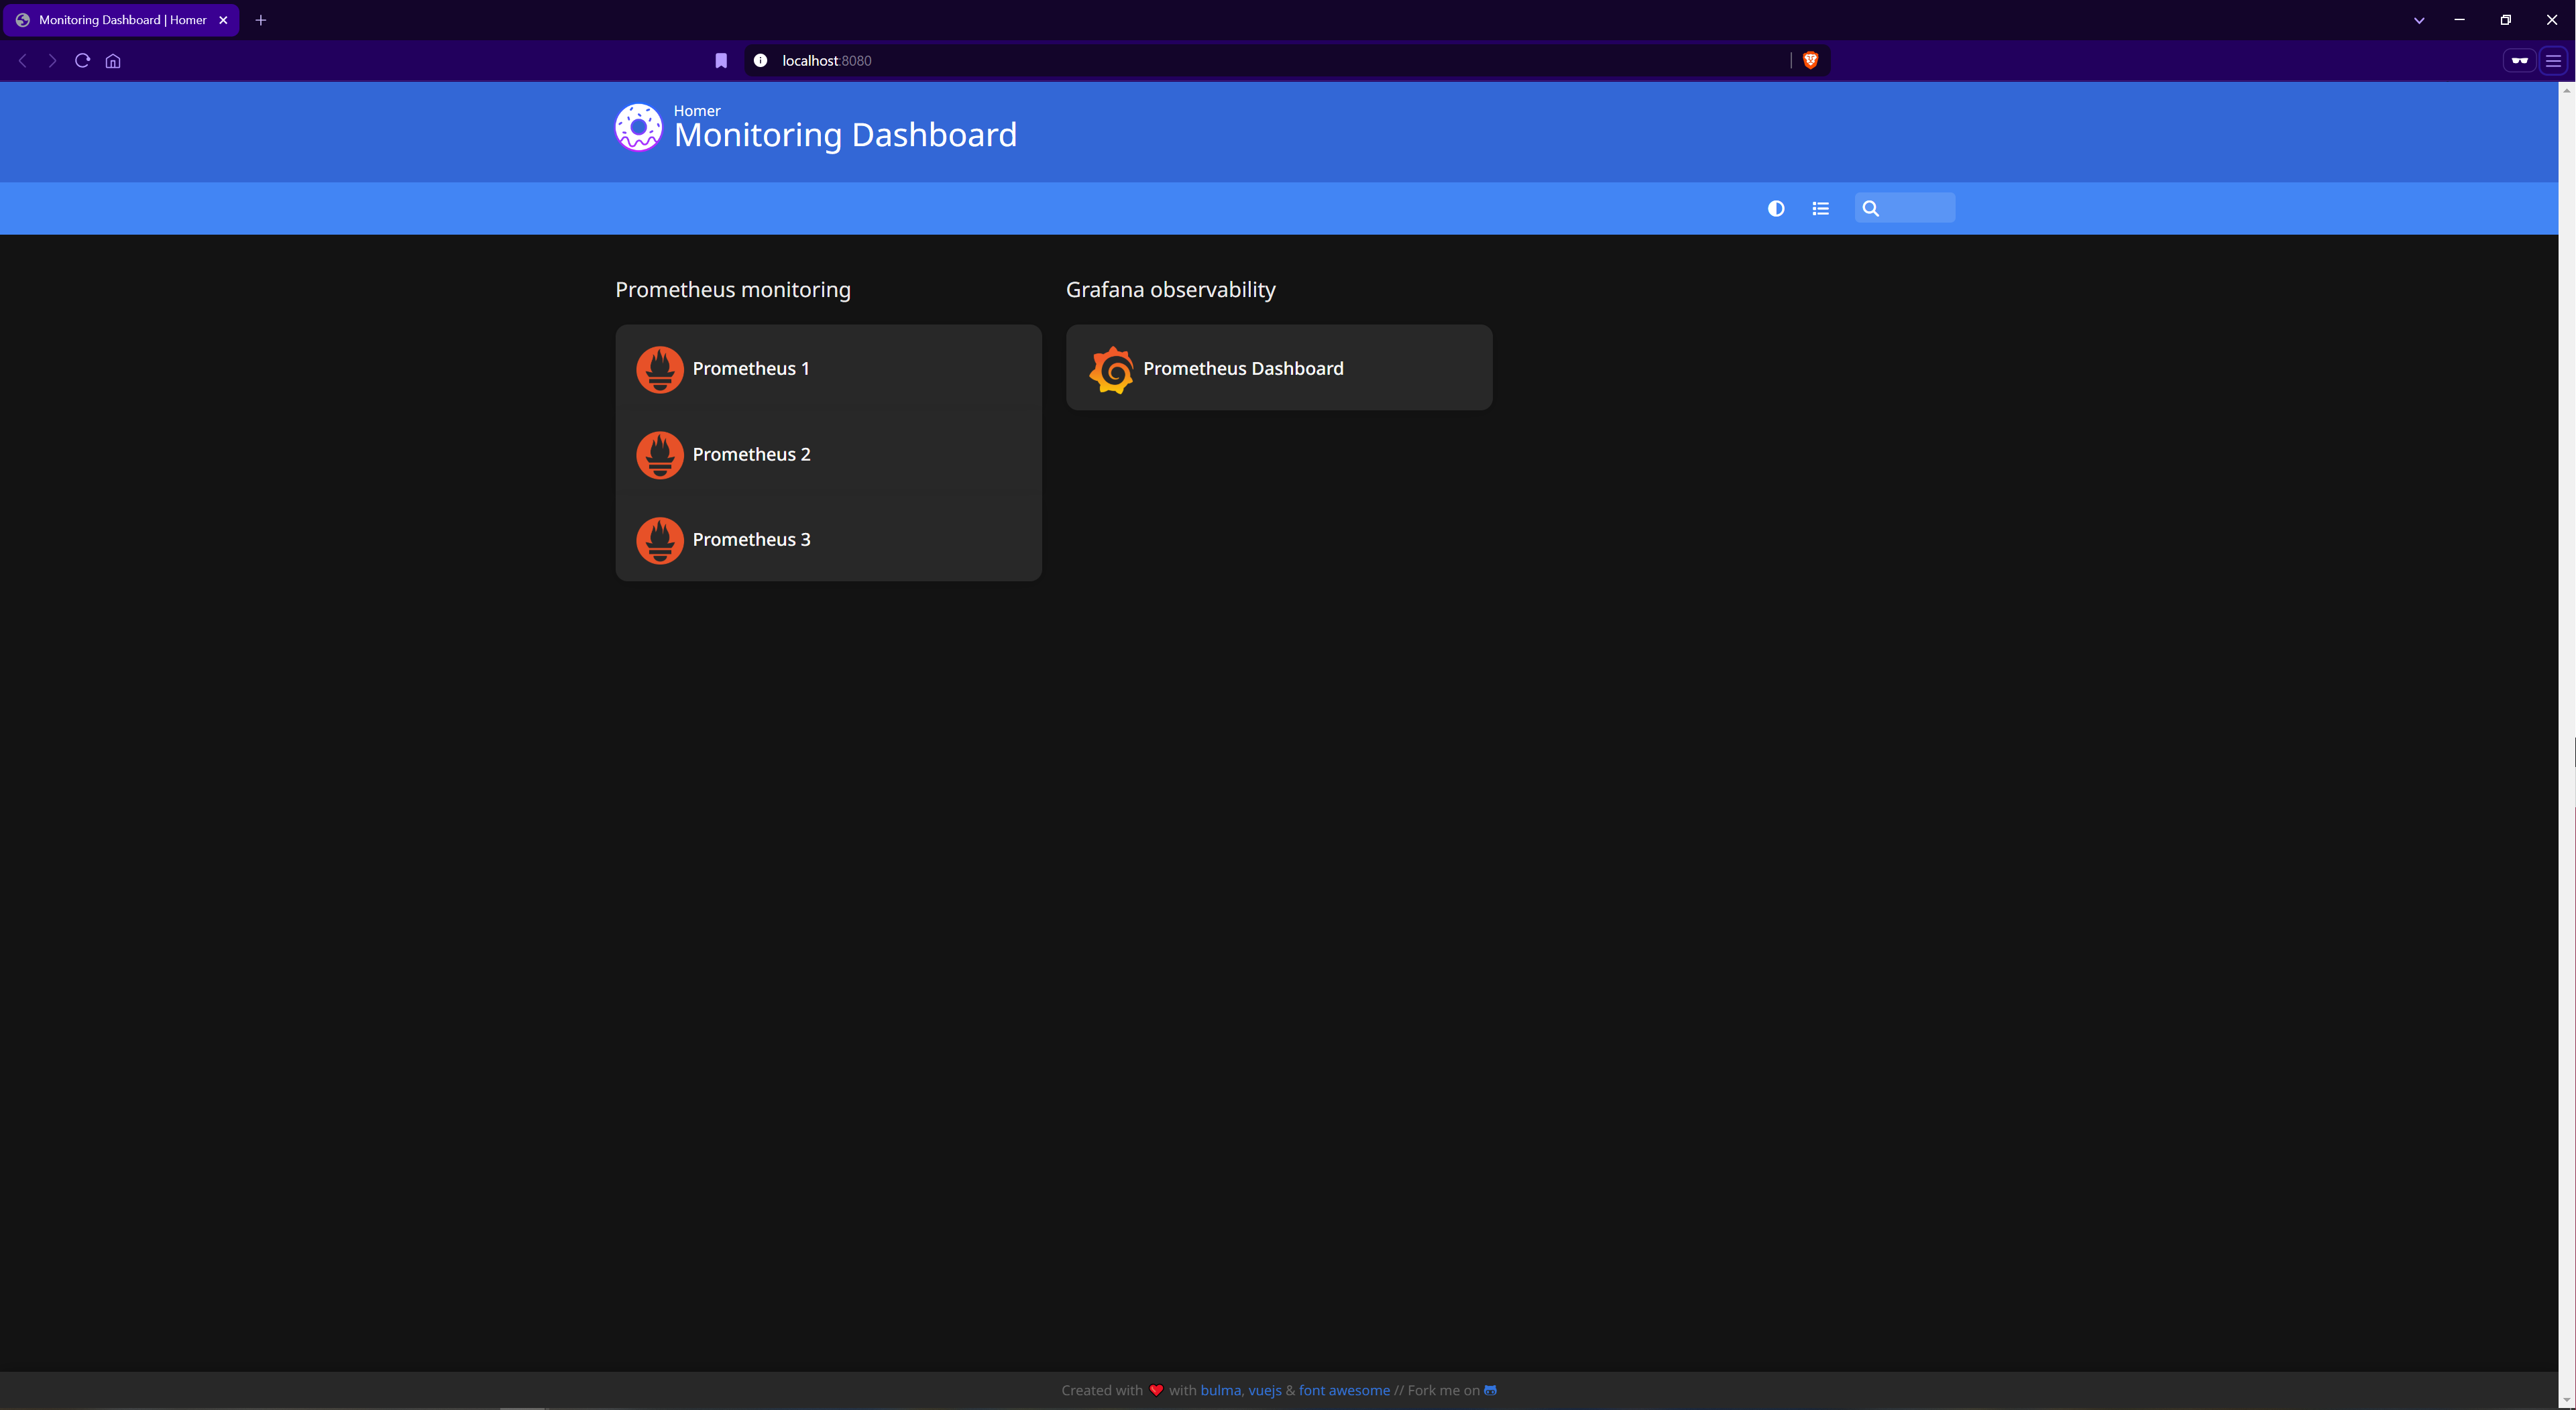 Monitoring Dashboard | Homer
localhost:8080
Homer
Monitoring Dashboard
Prometheus monitoring
Prometheus 1
Prometheus 2
Prometheus 3
Grafana observability
Prometheus Dashboard
Created with ❤️ with bulma, vuejs & font awesome // Fork me on